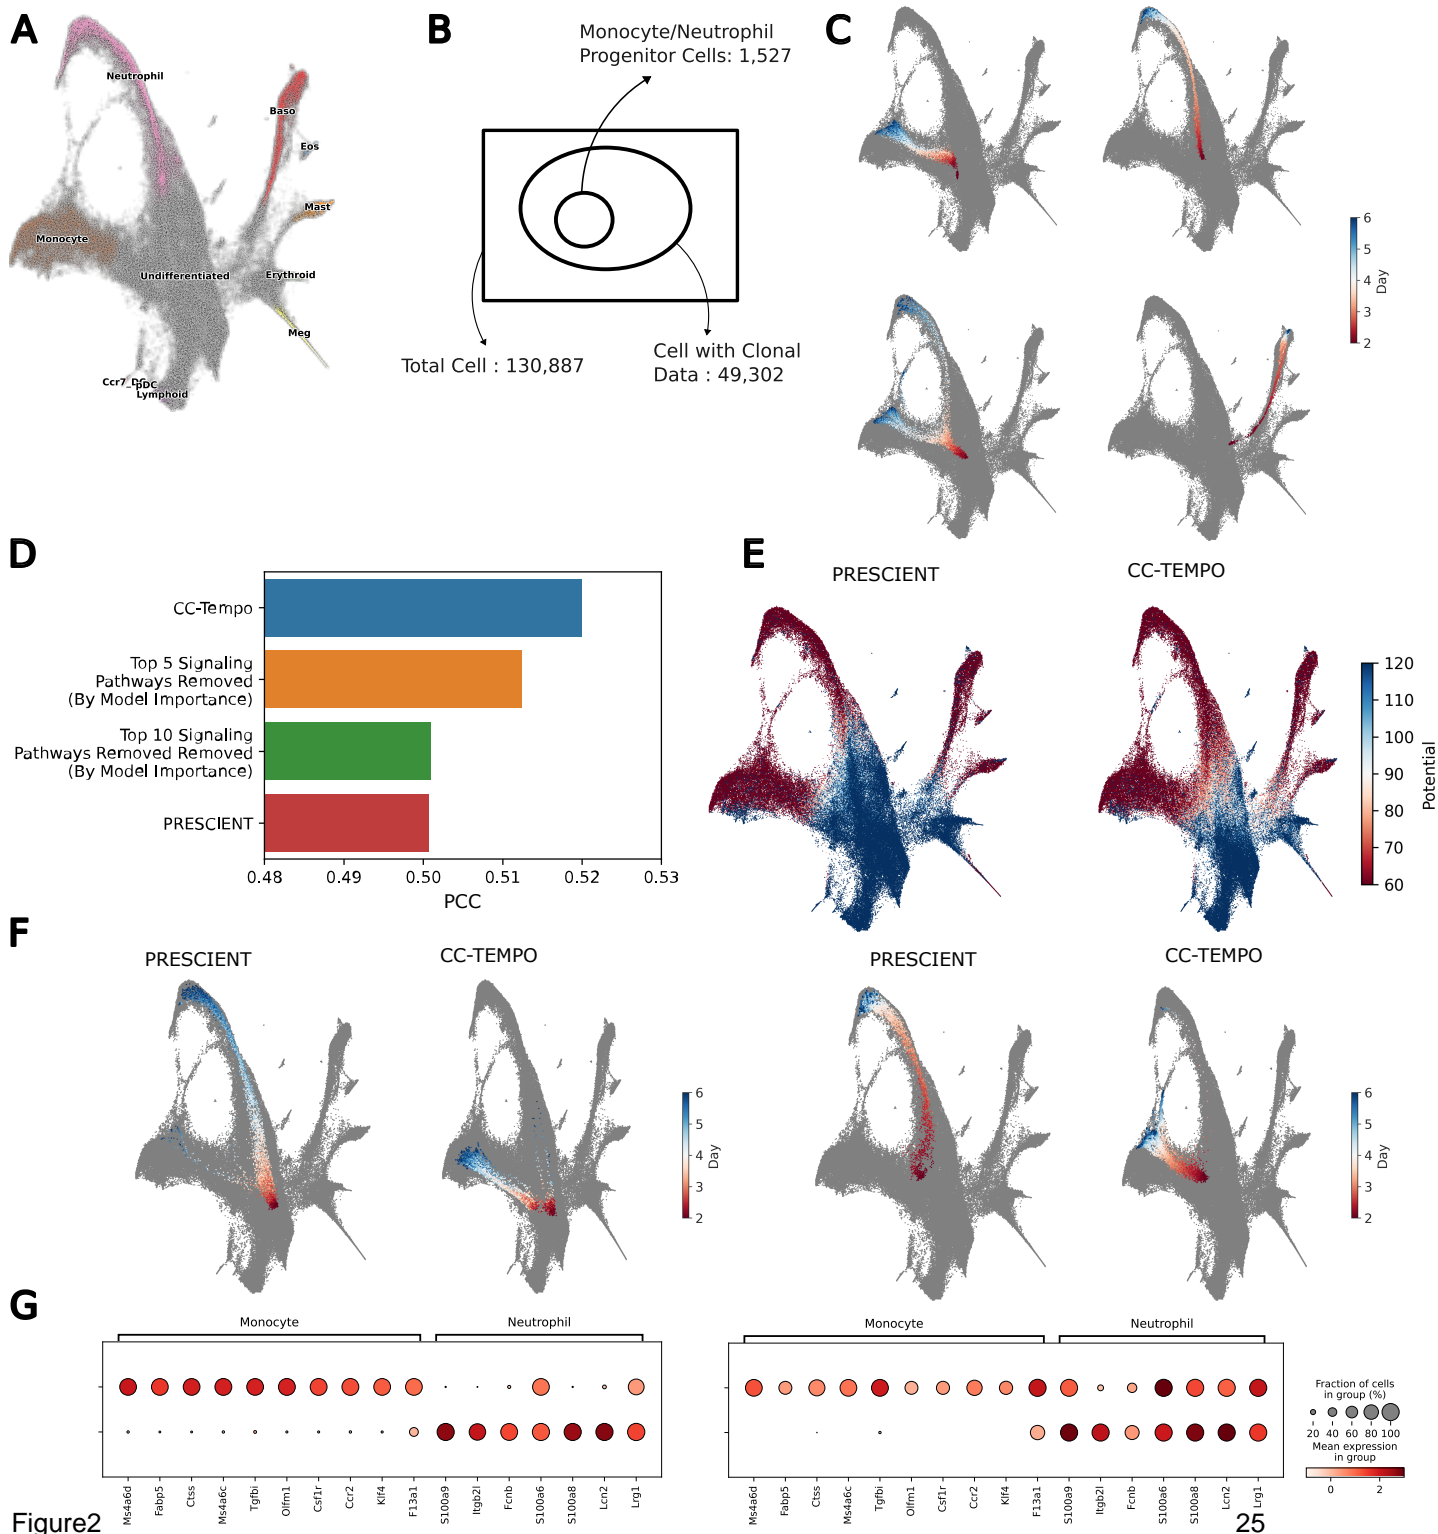 A
Neutrophil
Baso
Eos
Mast
Monocyte
Undifferentiated
Erythroid
Meg
Ccr7_DC
pDC
Lymphoid
B
Monocyte/Neutrophil
Progenitor Cells: 1,527
Total Cell : 130,887
Cell with Clonal
Data : 49,302
C
6
5
4
3
2
Day
D
CC-Tempo
Top 5 Signaling
Pathways Removed
(By Model Importance)
Top 10 Signaling
Pathways Removed Removed
(By Model Importance)
PRESCIENT
0.48 0.49 0.50 0.51 0.52 0.53
PCC
E
PRESCIENT
CC-TEMPO
120
110
100
90
80
70
60
Potential
F
PRESCIENT
CC-TEMPO
6
5
4
3
2
Day
PRESCIENT
CC-TEMPO
6
5
4
3
2
Day
G
Monocyte
Neutrophil
Ms4a6d
Fabp5
Ctss
Ms4a6c
Tgfbi
Olfm1
Csf1r
Ccr2
Klf4
F13a1
S100a9
Itgb2l
Fcnb
S100a6
S100a8
Lcn2
Lrg1
Monocyte
Neutrophil
Ms4a6d
Fabp5
Ctss
Ms4a6c
Tgfbi
Olfm1
Csf1r
Ccr2
Klf4
F13a1
S100a9
Itgb2l
Fcnb
S100a6
S100a8
Lcn2
Lrg1
Fraction of cells
in group (%)
20 40 60 80 100
Mean expression
in group
0 2
Figure2
25